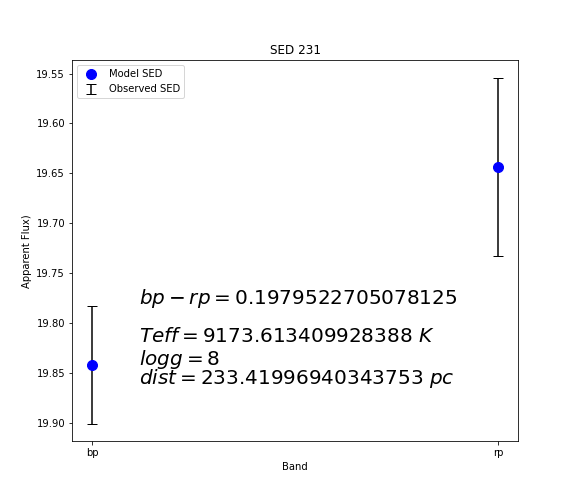 SED 231
Model SED
Observed SED
19.55
19.60
19.65
19.70
19.75
19.80
19.85
19.90
Apparent Flux)
bp − rp = 0.1979522705078125
Teff = 9173.613409928388 K
logg = 8
dist = 233.41996940343753 pc
bp
rp
Band